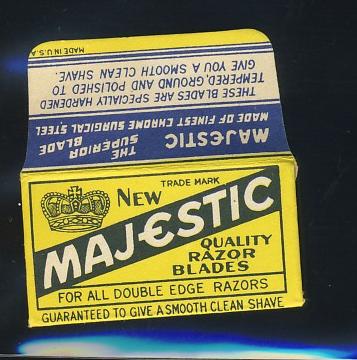 MADE IN U.S.A.
THESE BLADES ARE SPECIALLY HARDENED
TEMPERED, GROUND AND POLISHED TO
GIVE YOU A SMOOTH CLEAN SHAVE.
MAJESTIC
THE
SUPERIOR
BLADE
MADE OF FINEST CHROME SURGICAL STEEL
TRADE MARK
NEW
MAJESTIC
QUALITY
RAZOR
BLADES
FOR ALL DOUBLE EDGE RAZORS
GUARANTEED TO GIVE A SMOOTH CLEAN SHAVE